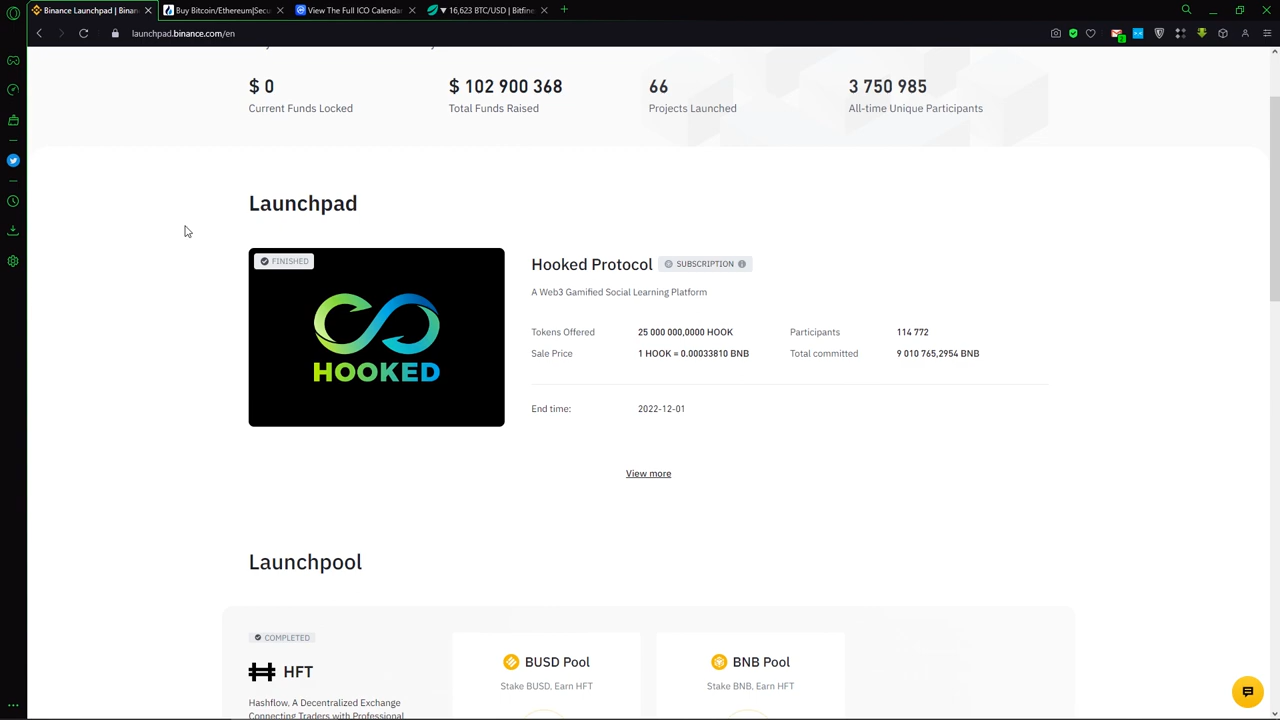 Binance Launchpad | Binan
Buy Bitcoin/Ethereum|Secu
View The Full ICO Calenda
▼ 16,623 BTC/USD | Bitfine
launchpad.binance.com/en
$ 0
Current Funds Locked
$ 102 900 368
Total Funds Raised
66
Projects Launched
3 750 985
All-time Unique Participants
Launchpad
FINISHED
HOOKED
Hooked Protocol SUBSCRIPTION
A Web3 Gamified Social Learning Platform
Tokens Offered 25 000 000,0000 HOOK Participants 114 772
Sale Price 1 HOOK = 0.00033810 BNB Total committed 9 010 765,2954 BNB
End time: 2022-12-01
View more
Launchpool
COMPLETED
HFT
Hashflow, A Decentralized Exchange
Connecting Traders with Professional
BUSD Pool
Stake BUSD, Earn HFT
BNB Pool
Stake BNB, Earn HFT